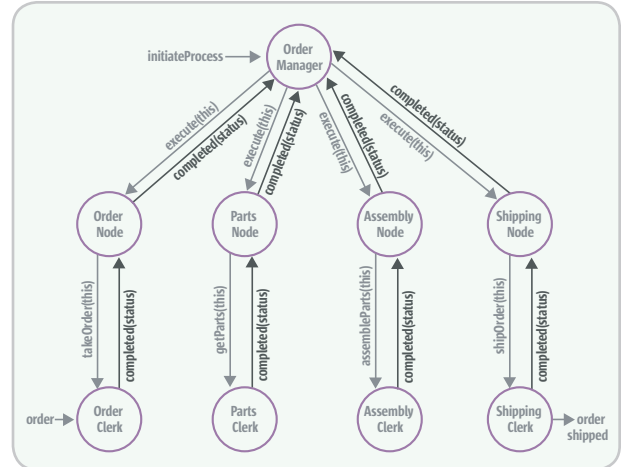 initiateProcess
Order
Manager
execute(this)
completed(status)
execute(this)
completed(status)
execute(this)
completed(status)
execute(this)
completed(status)
Order
Node
Parts
Node
Assembly
Node
Shipping
Node
takeOrder(this)
completed(status)
getParts(this)
completed(status)
assembleParts(this)
completed(status)
shipOrder(this)
completed(status)
order
Order
Clerk
Parts
Clerk
Assembly
Clerk
Shipping
Clerk
order
shipped